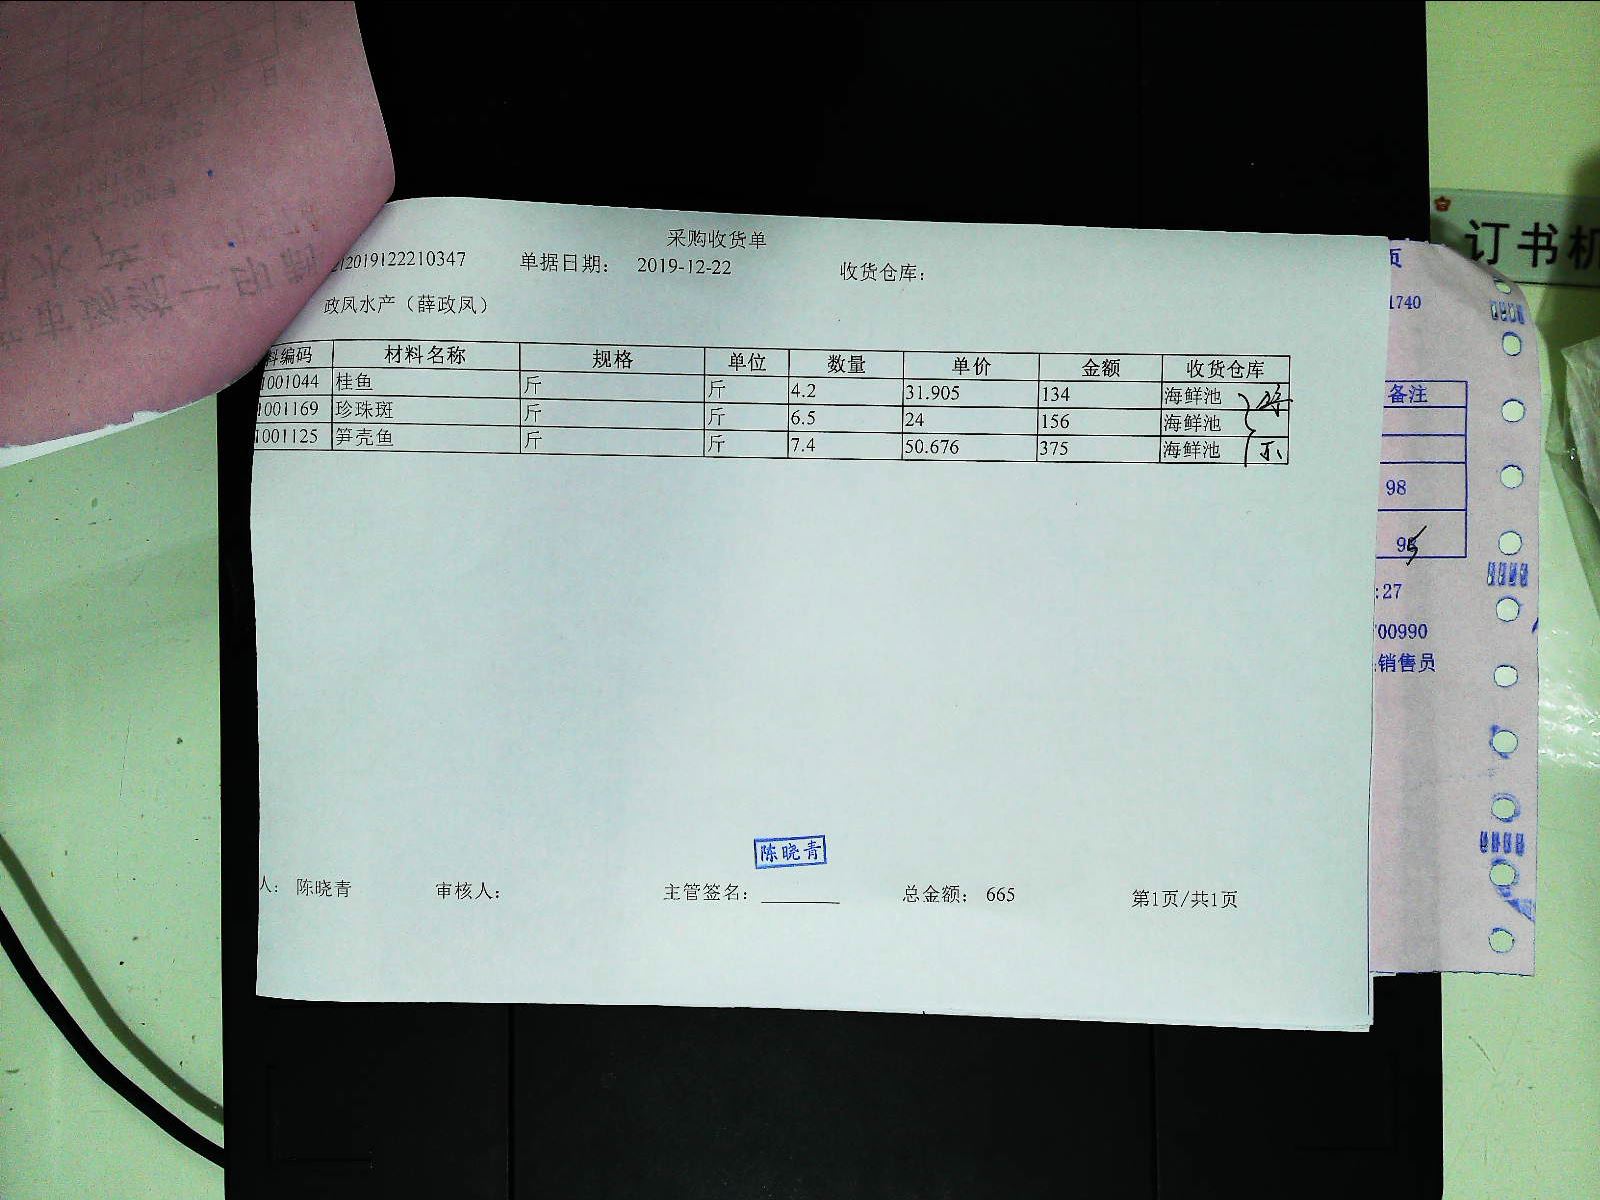 采购收货单
2019122210347 单据日期： 2019-12-22 收货仓库：
政凤水产（薛政凤）
料编码 材料名称 规格 单位 数量 单价 金额 收货仓库
1001044 桂鱼 斤 斤 4.2 31.905 134 海鲜池
1001169 珍珠斑 斤 斤 6.5 24 156 海鲜池
1001125 笋壳鱼 斤 斤 7.4 50.676 375 海鲜池
陈晓青
人： 陈晓青 审核人： 主管签名： 总金额： 665 第1页/共1页
订书机
页
1740
备注
98
:27
00990
销售员